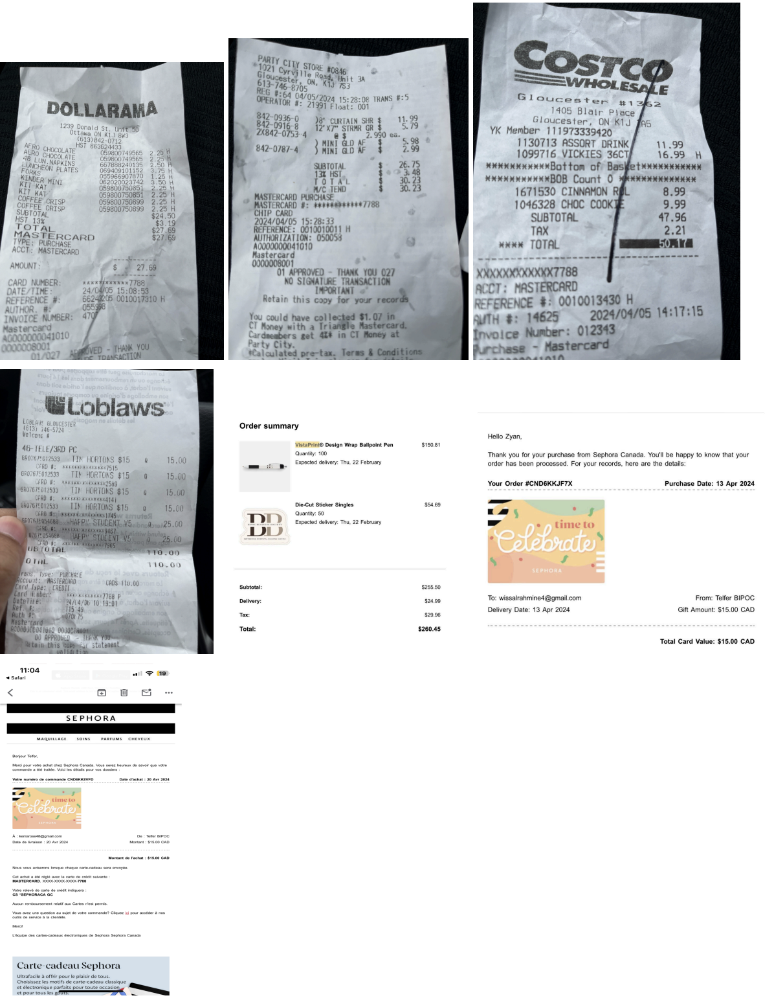 DOLLARAMA
1239 Donald St. Unit 50
Ottawa ON K1J 8W3
(613)842-0712
HST 863624433
AERO CHOCOLATE 059800749565 2.25 H
AERO CHOCOLATE 059800749565 2.25 H
48 LUN.NAPKINS 667888240135 2.50 H
LUNCHEON PLATES 069409101152 3.75 H
FORKS 055966907870 1.25 H
KINDER MINI 062020023742 3.50 H
KIT KAT 059800750851 2.25 H
KIT KAT 059800750851 2.25 H
COFFEE CRISP 059800750899 2.25 H
COFFEE CRISP 059800750899 2.25 H
SUBTOTAL $24.50
HST 13% $3.19
TOTAL $27.69
MASTERCARD $27.69
TYPE: PURCHASE
ACCT: MASTERCARD
AMOUNT: $ 27.69
CARD NUMBER: ************7788
DATE/TIME: 24/04/05 15:08:53
REFERENCE #: 66243205 0010017310 H
AUTHOR. #: 055998
INVOICE NUMBER: 4707
Mastercard
A0000000041010
0000008001
01/027 APPROVED - THANK YOU
TRANSACTION
PARTY CITY STORE #0846
1021 Cyrville Road, Unit 3A
Gloucester, ON, K1J 7S3
613-746-8705
REG #:64 04/05/2024 15:28:08 TRANS #:5
OPERATOR #: 21991 Float: 001
842-0936-0 )8' CURTAIN SHR $ 11.99
842-0916-8 12"X7" STRMR GR $ 5.79
2X842-0753-4 @ $ 2.990 ea.
) MINI GLD AF $ 5.98
842-0787-4 ) MINI GLD AF $ 2.99
SUBTOTAL $ 26.75
13% HST $ 3.48
T O T A L $ 30.23
M/C TEND $ 30.23
MASTERCARD PURCHASE
MASTERCARD #: ************7788
CHIP CARD
2024/04/05 15:28:33
REFERENCE: 0010010011 H
AUTHORIZATION: 050058
A0000000041010
Mastercard
0000008001
01 APPROVED - THANK YOU 027
NO SIGNATURE TRANSACTION
IMPORTANT
Retain this copy for your records
You could have collected $1.07 in
CT Money with a Triangle Mastercard.
Cardmembers get 4%* in CT Money at
Party City.
*Calculated pre-tax. Terms & Conditions
COSTCO
WHOLESALE
Gloucester #1362
1405 Blair Place
Gloucester, ON K1J A5
YK Member 111973339420
1130713 ASSORT DRINK 11.99
1099716 VICKIES 36CT 16.99 H
***********Bottom of Basket***********
***********BOB Count 0 ***********
1671530 CINNAMON ROL 8.99
1046328 CHOC COOKIE 9.99
SUBTOTAL 47.96
TAX 2.21
**** TOTAL 50.17
XXXXXXXXXXXX7788
ACCT: MASTERCARD
REFERENCE #: 0010013430 H
AUTH #: 14625 2024/04/05 14:17:15
Invoice Number: 012343
Purchase - Mastercard
Loblaws
LOBLAWS GLOUCESTER
(613) 746-5724
Welcome #
46-TELE/3RD PC
GR07675012533 TIM HORTONS $15 Q 15.00
CARD #: ************7515
GR07675012533 TIM HORTONS $15 Q 15.00
CARD #: ************2569
GR07675012533 TIM HORTONS $15 Q 15.00
CARD #: ************4141
GR07675012533 TIM HORTONS $15 Q 15.00
CARD #: ************1745
GR07675054688 HAPPY STUDENT V5 Q 25.00
CARD #: ************9467
07675054688 HAPPY STUDENT V5 Q 25.00
CARD #: ************7965
SUBTOTAL 110.00
TOTAL 110.00
Trans. Type: PURCHASE
Account: MASTERCARD CAD$ 110.00
Card Type: CREDIT
Card Number: ************7788 P
DateTime: 24/04/06 10:19:01
Ref. #: 115:49
Auth #: 070175
Mastercard
00 APPROVED - THANK YOU
Retain this copy for statement
validation
Order summary
VistaPrint® Design Wrap Ballpoint Pen $150.81
Quantity: 100
Expected delivery: Thu, 22 February
Die-Cut Sticker Singles $54.69
Quantity: 50
Expected delivery: Thu, 22 February
Subtotal: $255.50
Delivery: $24.99
Tax: $29.96
Total: $260.45
Hello Zyan,
Thank you for your purchase from Sephora Canada. You'll be happy to know that your
order has been processed. For your records, here are the details:
Your Order #CND6KKJF7X Purchase Date: 13 Apr 2024
time to
Celebrate
SEPHORA
To: wissalrahmine4@gmail.com From: Telfer BIPOC
Delivery Date: 13 Apr 2024 Gift Amount: $15.00 CAD
Total Card Value: $15.00 CAD
11:04
19
◄ Safari
SEPHORA
MAQUILLAGE SOINS PARFUMS CHEVEUX
Bonjour Telfer,
Merci pour votre achat chez Sephora Canada. Vous serez heureux de savoir que votre
commande a été traitée. Voici les détails pour vos dossiers :
Votre numéro de commande CND6KK8VFD Date d'achat : 20 Avr 2024
time to
Celebrate
SEPHORA
À : keniarose48@gmail.com De : Telfer BIPOC
Date de livraison : 20 Avr 2024 Montant : $15.00 CAD
Montant de l'achat : $15.00 CAD
Nous vous aviserons lorsque chaque carte-cadeau sera envoyée.
Cet achat a été réglé avec la carte de crédit suivante :
MASTERCARD. XXXX-XXXX-XXXX-7788
Votre relevé de carte de crédit indiquera :
CS *SEPHORACA GC
Aucun remboursement relatif aux Cartes n'est permis.
Vous avez une question au sujet de votre commande? Cliquez ici pour accéder à nos
outils de service à la clientèle.
Merci!
L'équipe des cartes-cadeaux électroniques de Sephora Sephora Canada
Carte-cadeau Sephora
Ultrafacile à offrir pour le plaisir de tous.
Choisissez les motifs de carte-cadeau classique
et électronique parfaits pour toute occasion
et pour tous les goûts.